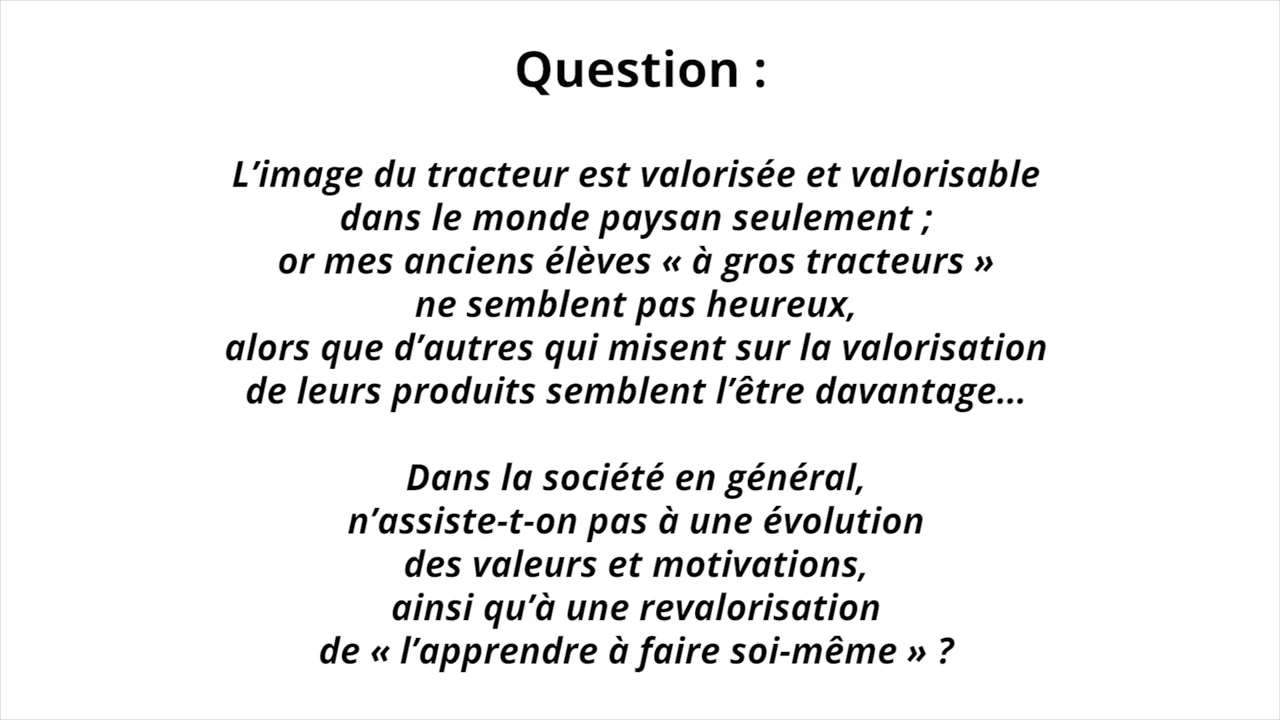 Question :
L’image du tracteur est valorisée et valorisable
dans le monde paysan seulement ;
or mes anciens élèves « à gros tracteurs »
ne semblent pas heureux,
alors que d’autres qui misent sur la valorisation
de leurs produits semblent l’être davantage...
Dans la société en général,
n’assiste-t-on pas à une évolution
des valeurs et motivations,
ainsi qu’à une revalorisation
de « l’apprendre à faire soi-même » ?